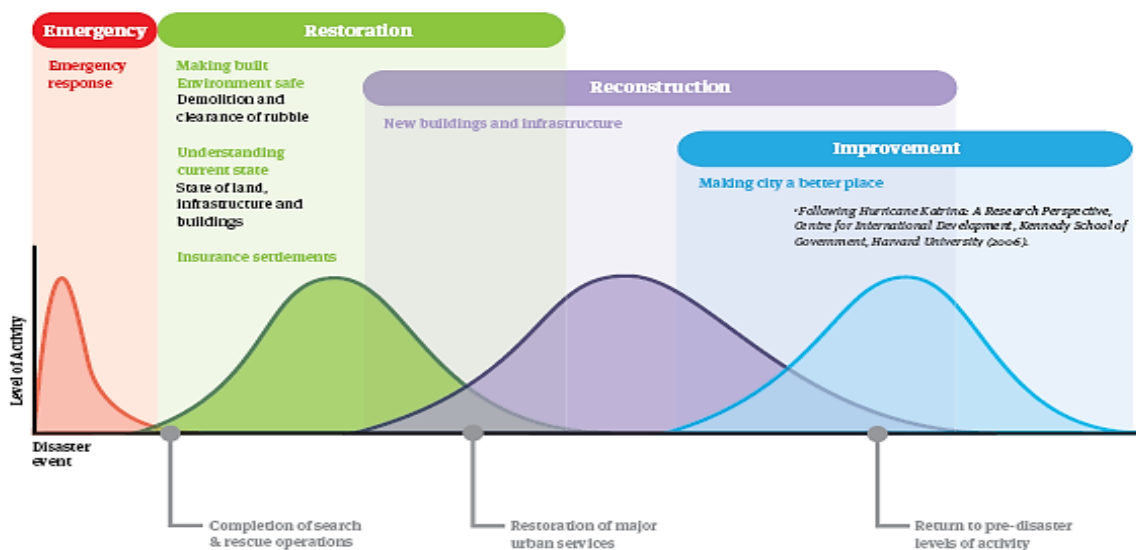 Emergency
Restoration
Emergency
response
Making built
Environment safe
Demolition and
clearance of rubble
Understanding
current state
State of land,
infrastructure and
buildings
Insurance settlements
Reconstruction
New buildings and infrastructure
Improvement
Making city a better place
*Following Hurricane Katrina: A Research Perspective,
Centre for International Development, Kennedy School of
Government, Harvard University (2006).
Level of Activity
Disaster
event
Completion of search
& rescue operations
Restoration of major
urban services
Return to pre-disaster
levels of activity